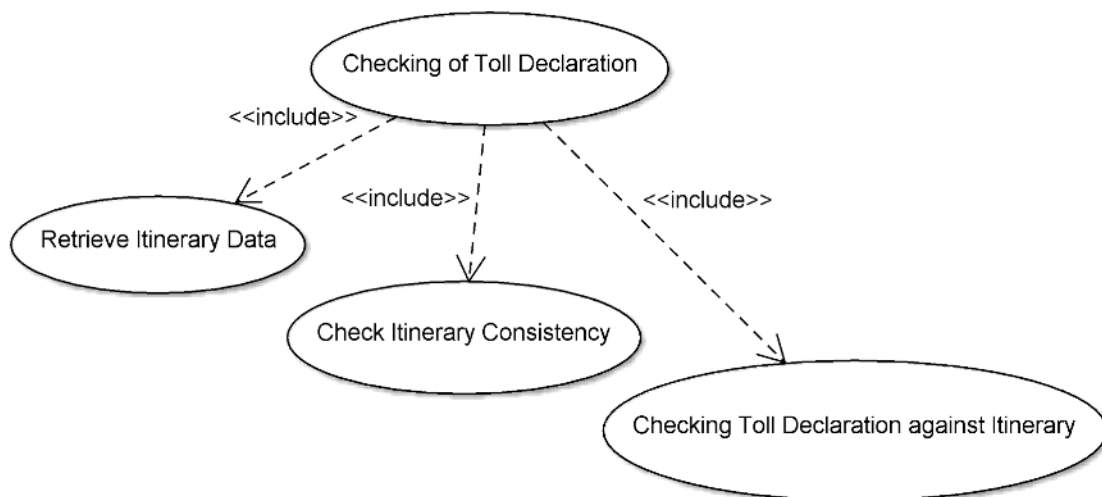 Checking of Toll Declaration
<<include>>
<<include>>
<<include>>
Retrieve Itinerary Data
Check Itinerary Consistency
Checking Toll Declaration against Itinerary